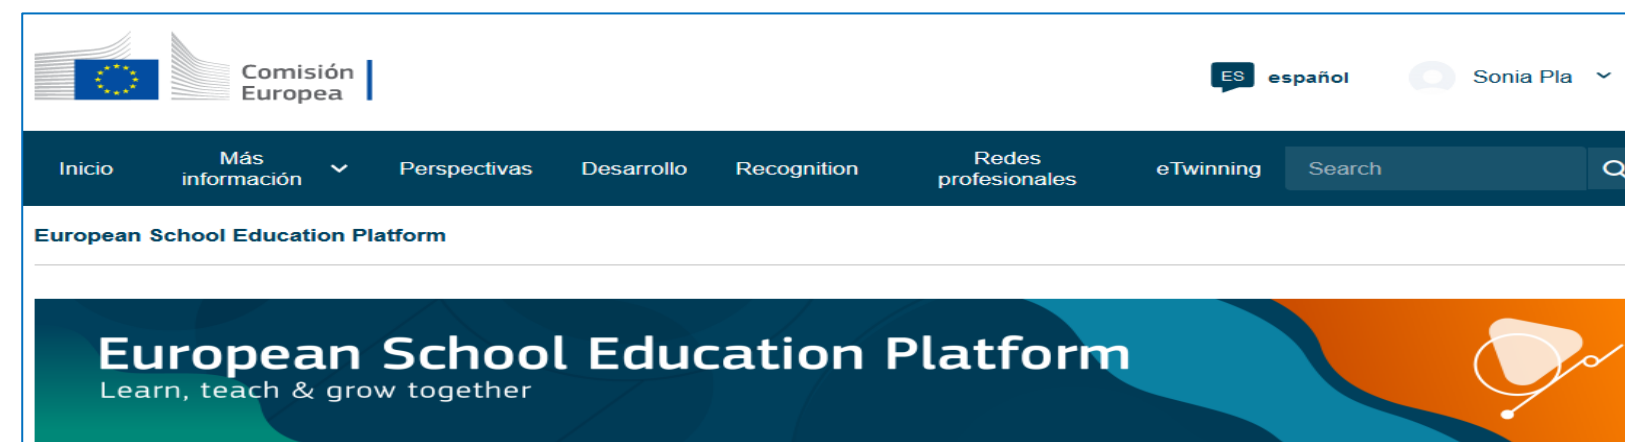 Comisión
Europea
ES español
Sonia Pla
Inicio
Más
información
Perspectivas
Desarrollo
Recognition
Redes
profesionales
eTwinning
Search
European School Education Platform
European School Education Platform
Learn, teach & grow together